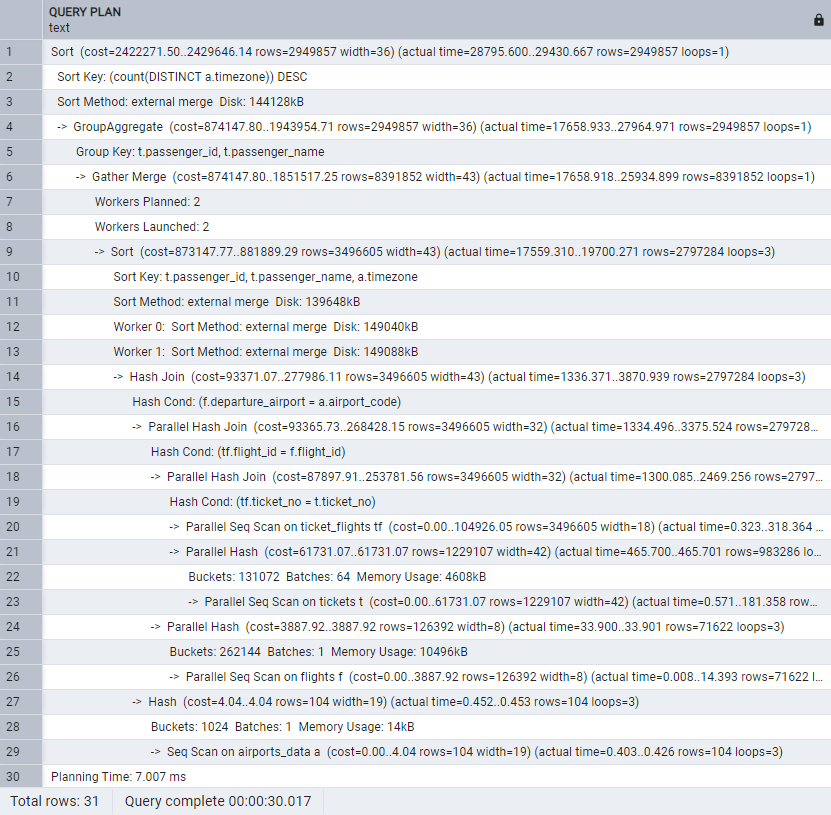 QUERY PLAN
text
1 Sort (cost=2422271.50..2429646.14 rows=2949857 width=36) (actual time=28795.600..29430.667 rows=2949857 loops=1)
2 Sort Key: (count(DISTINCT a.timezone)) DESC
3 Sort Method: external merge Disk: 144128kB
4 -> GroupAggregate (cost=874147.80..1943954.71 rows=2949857 width=36) (actual time=17658.933..27964.971 rows=2949857 loops=1)
5 Group Key: t.passenger_id, t.passenger_name
6 -> Gather Merge (cost=874147.80..1851517.25 rows=8391852 width=43) (actual time=17658.918..25934.899 rows=8391852 loops=1)
7 Workers Planned: 2
8 Workers Launched: 2
9 -> Sort (cost=873147.77..881889.29 rows=3496605 width=43) (actual time=17559.310..19700.271 rows=2797284 loops=3)
10 Sort Key: t.passenger_id, t.passenger_name, a.timezone
11 Sort Method: external merge Disk: 139648kB
12 Worker 0: Sort Method: external merge Disk: 149040kB
13 Worker 1: Sort Method: external merge Disk: 149088kB
14 -> Hash Join (cost=93371.07..277986.11 rows=3496605 width=43) (actual time=1336.371..3870.939 rows=2797284 loops=3)
15 Hash Cond: (f.departure_airport = a.airport_code)
16 -> Parallel Hash Join (cost=93365.73..268428.15 rows=3496605 width=32) (actual time=1334.496..3375.524 rows=279728...
17 Hash Cond: (tf.flight_id = f.flight_id)
18 -> Parallel Hash Join (cost=87897.91..253781.56 rows=3496605 width=32) (actual time=1300.085..2469.256 rows=2797...
19 Hash Cond: (tf.ticket_no = t.ticket_no)
20 -> Parallel Seq Scan on ticket_flights tf (cost=0.00..104926.05 rows=3496605 width=18) (actual time=0.323..318.364 ...
21 -> Parallel Hash (cost=61731.07..61731.07 rows=1229107 width=42) (actual time=465.700..465.701 rows=983286 lo...
22 Buckets: 131072 Batches: 64 Memory Usage: 4608kB
23 -> Parallel Seq Scan on tickets t (cost=0.00..61731.07 rows=1229107 width=42) (actual time=0.571..181.358 row...
24 -> Parallel Hash (cost=3887.92..3887.92 rows=126392 width=8) (actual time=33.900..33.901 rows=71622 loops=3)
25 Buckets: 262144 Batches: 1 Memory Usage: 10496kB
26 -> Parallel Seq Scan on flights f (cost=0.00..3887.92 rows=126392 width=8) (actual time=0.008..14.393 rows=71622 l...
27 -> Hash (cost=4.04..4.04 rows=104 width=19) (actual time=0.452..0.453 rows=104 loops=3)
28 Buckets: 1024 Batches: 1 Memory Usage: 14kB
29 -> Seq Scan on airports_data a (cost=0.00..4.04 rows=104 width=19) (actual time=0.403..0.426 rows=104 loops=3)
30 Planning Time: 7.007 ms
Total rows: 31 Query complete 00:00:30.017